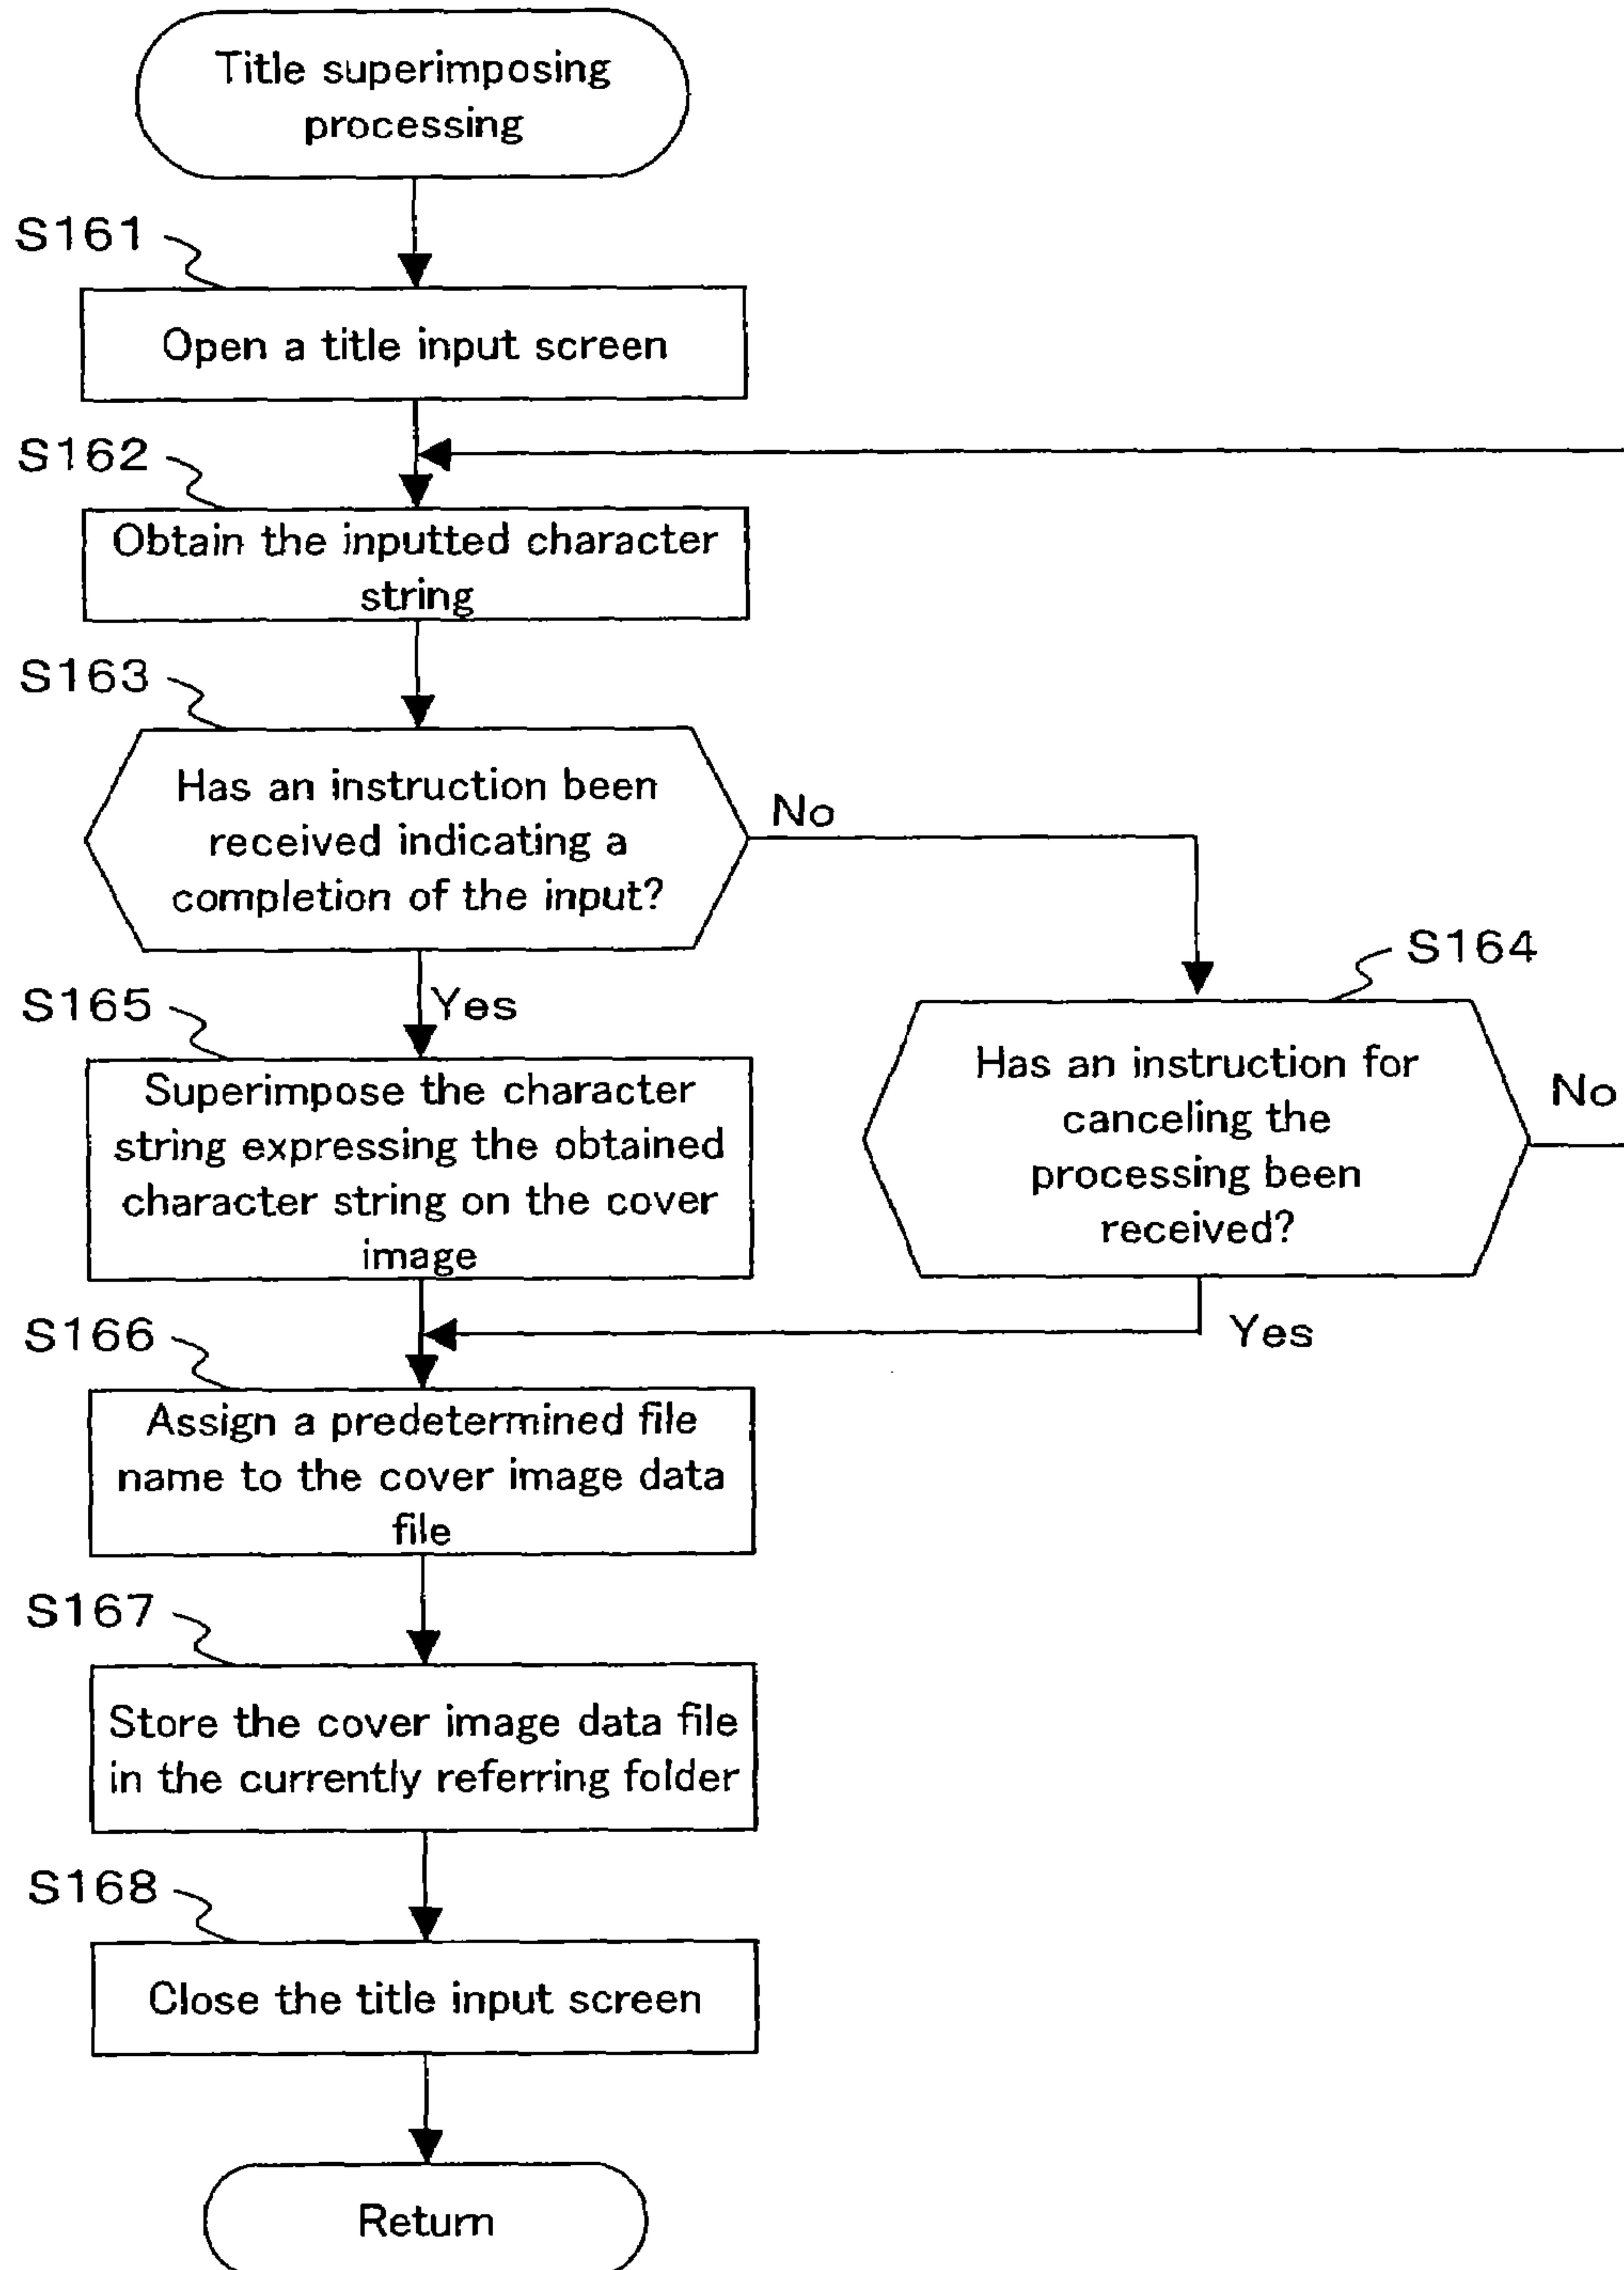 Title superimposing
processing
S161
Open a title input screen
S162
Obtain the inputted character
string
S163
Has an instruction been
received indicating a
completion of the input?
No
S164
Has an instruction for
canceling the
processing been
received?
No
Yes
S165
Yes
Superimpose the character
string expressing the obtained
character string on the cover
image
S166
Assign a predetermined file
name to the cover image data
file
S167
Store the cover image data file
in the currently referring folder
S168
Close the title input screen
Return